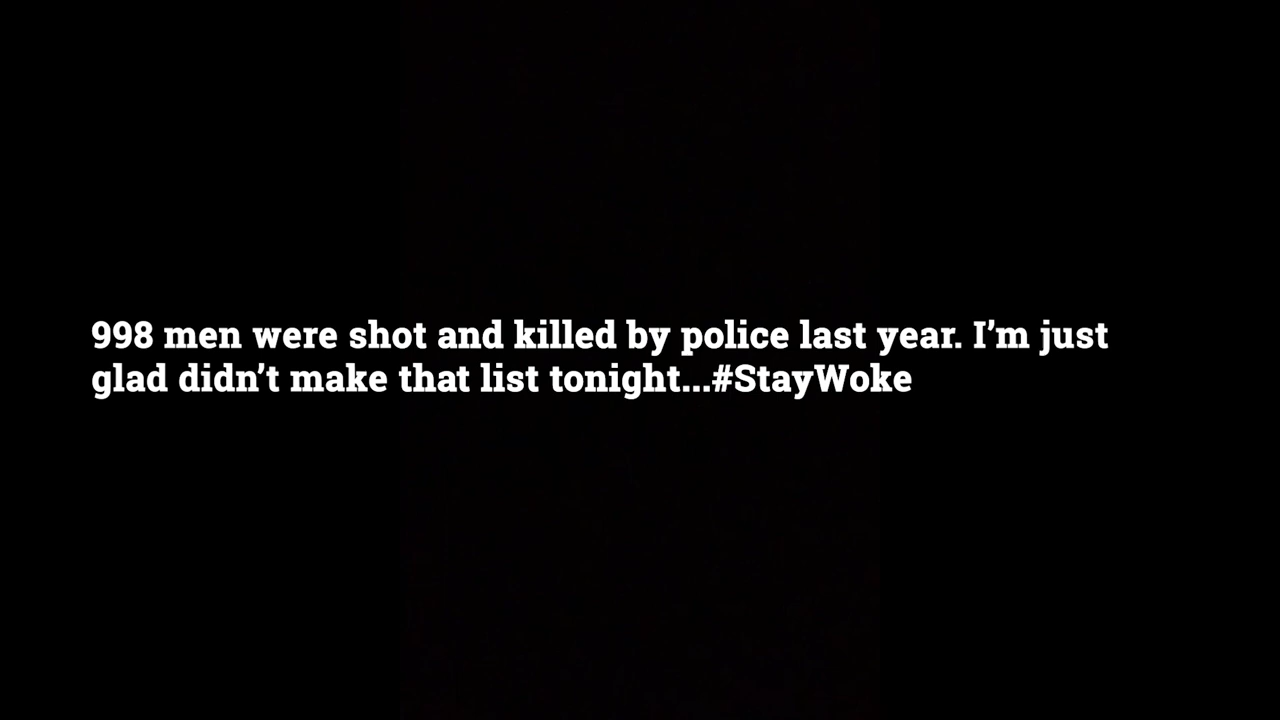 998 men were shot and killed by police last year. I’m just
glad didn’t make that list tonight...#StayWoke